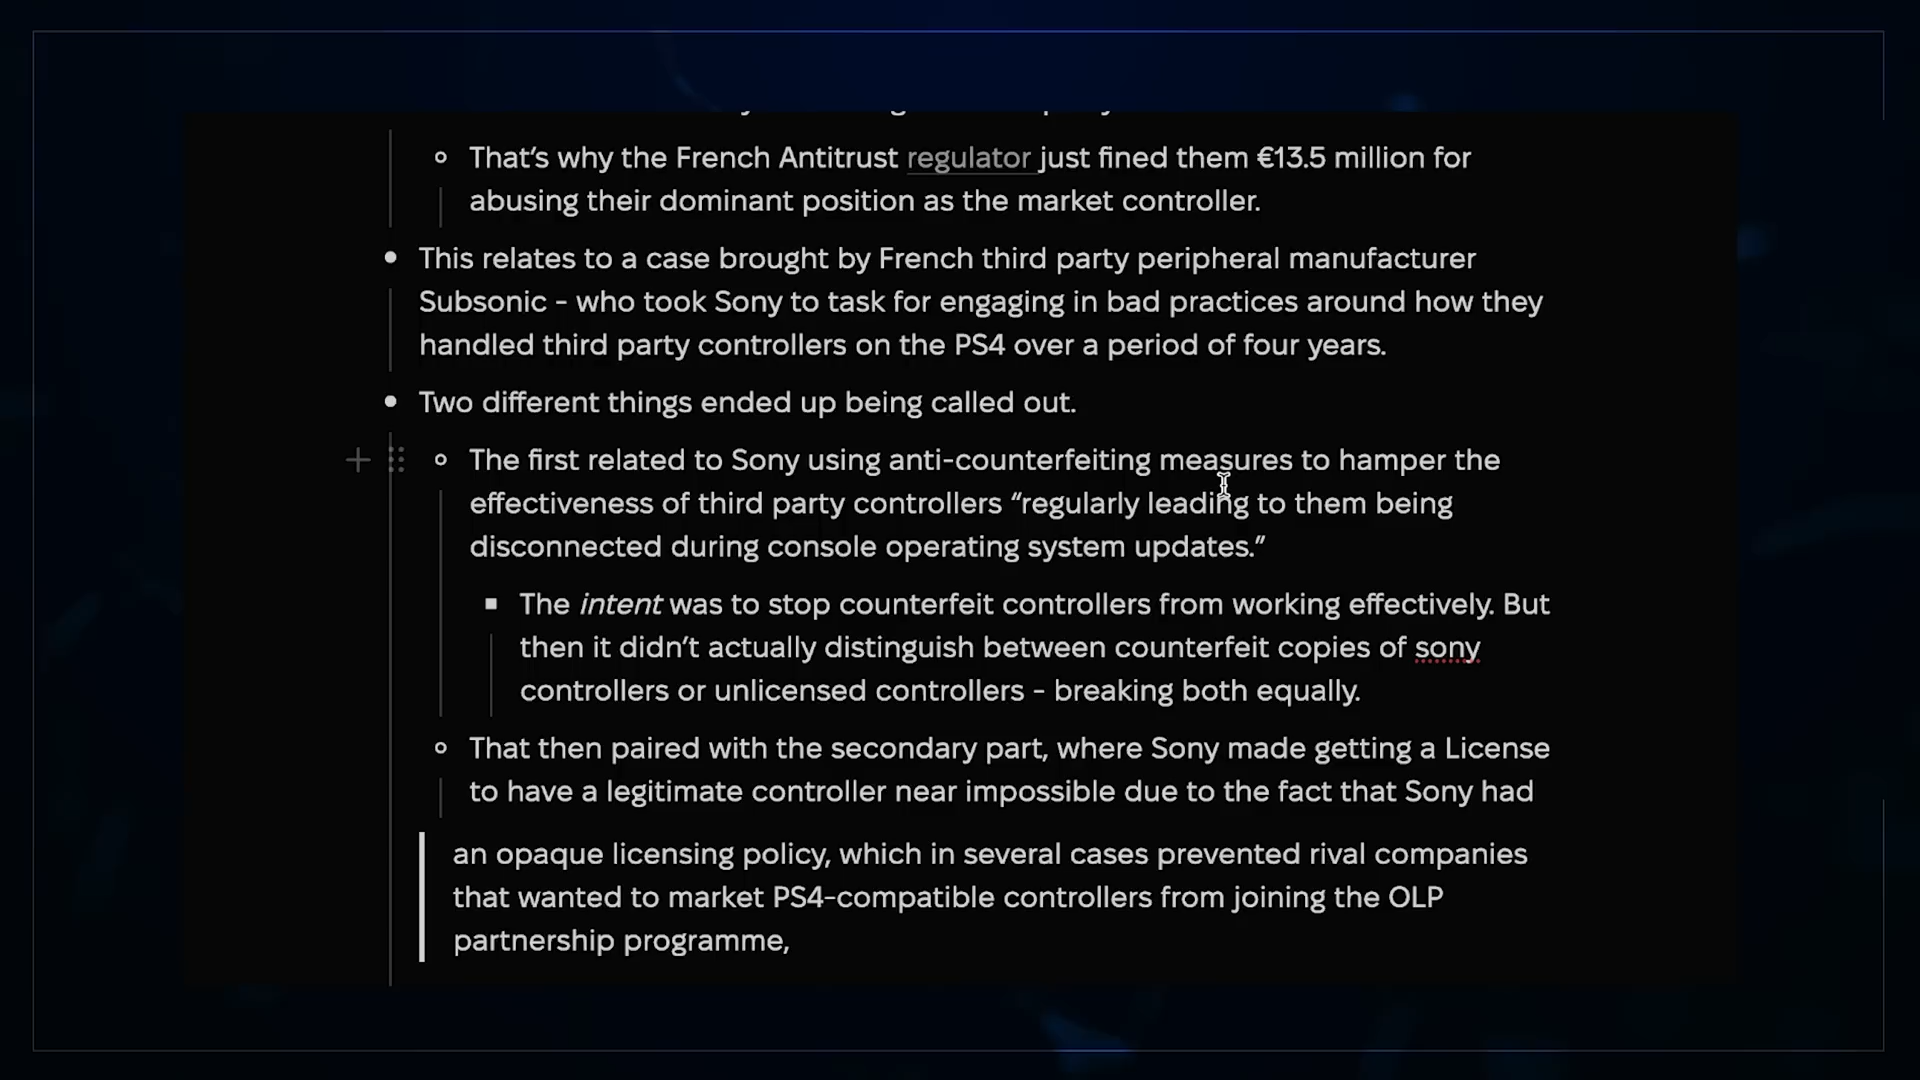 That's why the French Antitrust regulator just fined them €13.5 million for
abusing their dominant position as the market controller.
This relates to a case brought by French third party peripheral manufacturer
Subsonic - who took Sony to task for engaging in bad practices around how they
handled third party controllers on the PS4 over a period of four years.
Two different things ended up being called out.
The first related to Sony using anti-counterfeiting measures to hamper the
effectiveness of third party controllers “regularly leading to them being
disconnected during console operating system updates.”
The intent was to stop counterfeit controllers from working effectively. But
then it didn't actually distinguish between counterfeit copies of sony
controllers or unlicensed controllers - breaking both equally.
That then paired with the secondary part, where Sony made getting a License
to have a legitimate controller near impossible due to the fact that Sony had
an opaque licensing policy, which in several cases prevented rival companies
that wanted to market PS4-compatible controllers from joining the OLP
partnership programme,